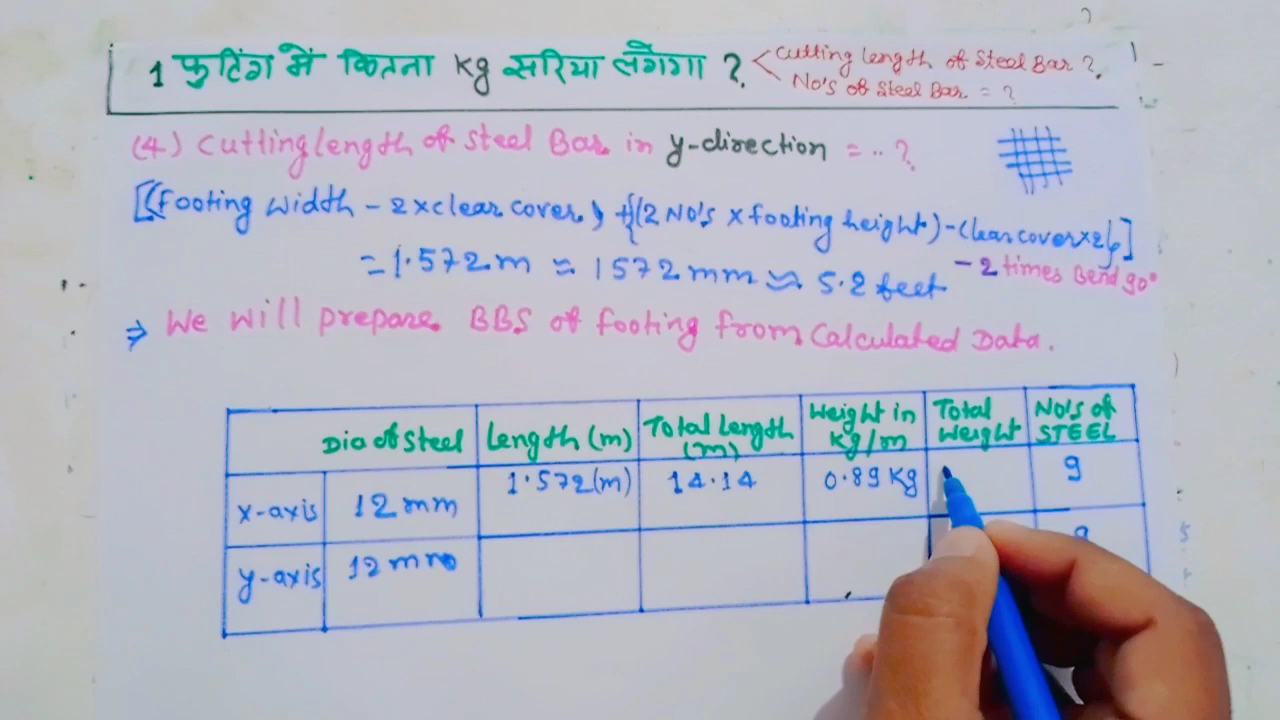 1 फुटिंग में कितना kg सरिया लगेगा ?
Cutting length of Steel Bar ?
No's of Steel Bar = ?
(4) Cutting length of steel Bar in y-direction = .. ?
[(footing width - 2 x clear cover) + {(2 No's x footing height) - Clear cover x 2}]
- 2 times Bend 90°
= 1.572 m ≈ 1572 mm ≈ 5.2 feet
⇒ We will prepare BBS of footing from Calculated Data.
Dia of Steel Length (m) Total Length (m) Weight in kg/m Total Weight No's of STEEL
x-axis 12 mm 1.572 (m) 14.14 0.89 Kg 9
y-axis 12 mm